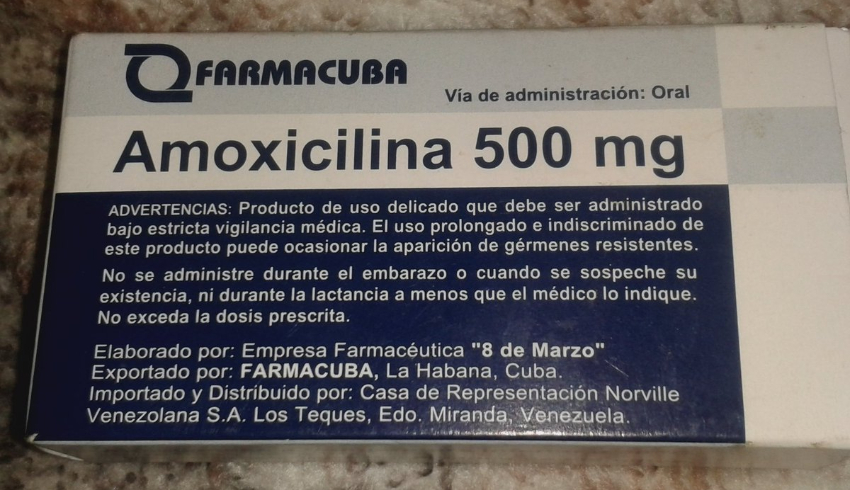 FARMACUBA
Vía de administración: Oral
Amoxicilina 500 mg
ADVERTENCIAS: Producto de uso delicado que debe ser administrado
bajo estricta vigilancia médica. El uso prolongado e indiscriminado de
este producto puede ocasionar la aparición de gérmenes resistentes.
No se administre durante el embarazo o cuando se sospeche su
existencia, ni durante la lactancia a menos que el médico lo indique.
No exceda la dosis prescrita.
Elaborado por: Empresa Farmacéutica "8 de Marzo"
Exportado por: FARMACUBA, La Habana, Cuba.
Importado y Distribuido por: Casa de Representación Norville
Venezolana S.A. Los Teques, Edo. Miranda, Venezuela.